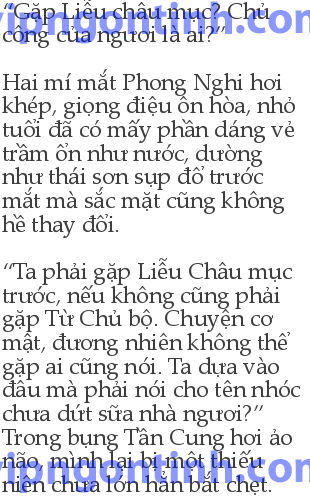 “Gặp Liễu châu mục? Chủ
công của ngươi là ai?”
Hai mí mắt Phong Nghi hơi
khép, giọng điệu ôn hòa, nhỏ
tuổi đã có mấy phần dáng vẻ
trầm ổn như nước, dường
như thái sơn sụp đổ trước
mắt mà sắc mặt cũng không
hề thay đổi.
“Ta phải gặp Liễu Châu mục
trước, nếu không cũng phải
gặp Từ Chủ bộ. Chuyện cơ
mật, đương nhiên không thể
gặp ai cũng nói. Ta dựa vào
đâu mà phải nói cho tên nhóc
chưa dứt sữa nhà ngươi?”
Trong bụng Tần Cung hơi ảo
não, mình lại bị một thiếu
niên chưa lớn hẳn bắt chẹt.